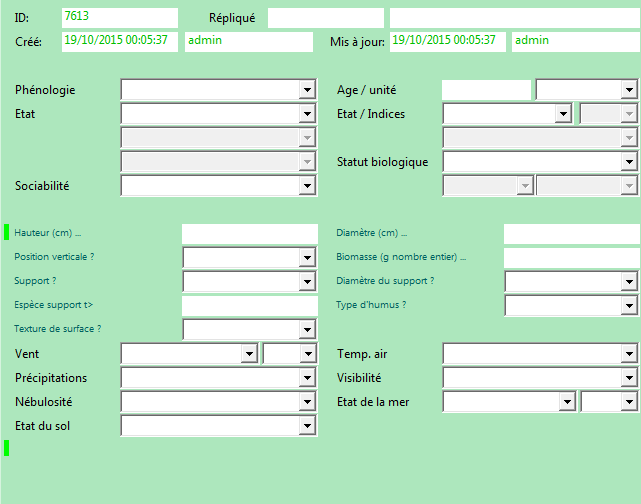 ID: 7613 Répliqué
Créé: 19/10/2015 00:05:37 admin Mis à jour: 19/10/2015 00:05:37 admin
Phénologie Age / unité
Etat Etat / Indices
Statut biologique
Sociabilité
Hauteur (cm) ... Diamètre (cm) ...
Position verticale ? Biomasse (g nombre entier) ...
Support ? Diamètre du support ?
Espèce support t> Type d'humus ?
Texture de surface ?
Vent Temp. air
Précipitations Visibilité
Nébulosité Etat de la mer
Etat du sol